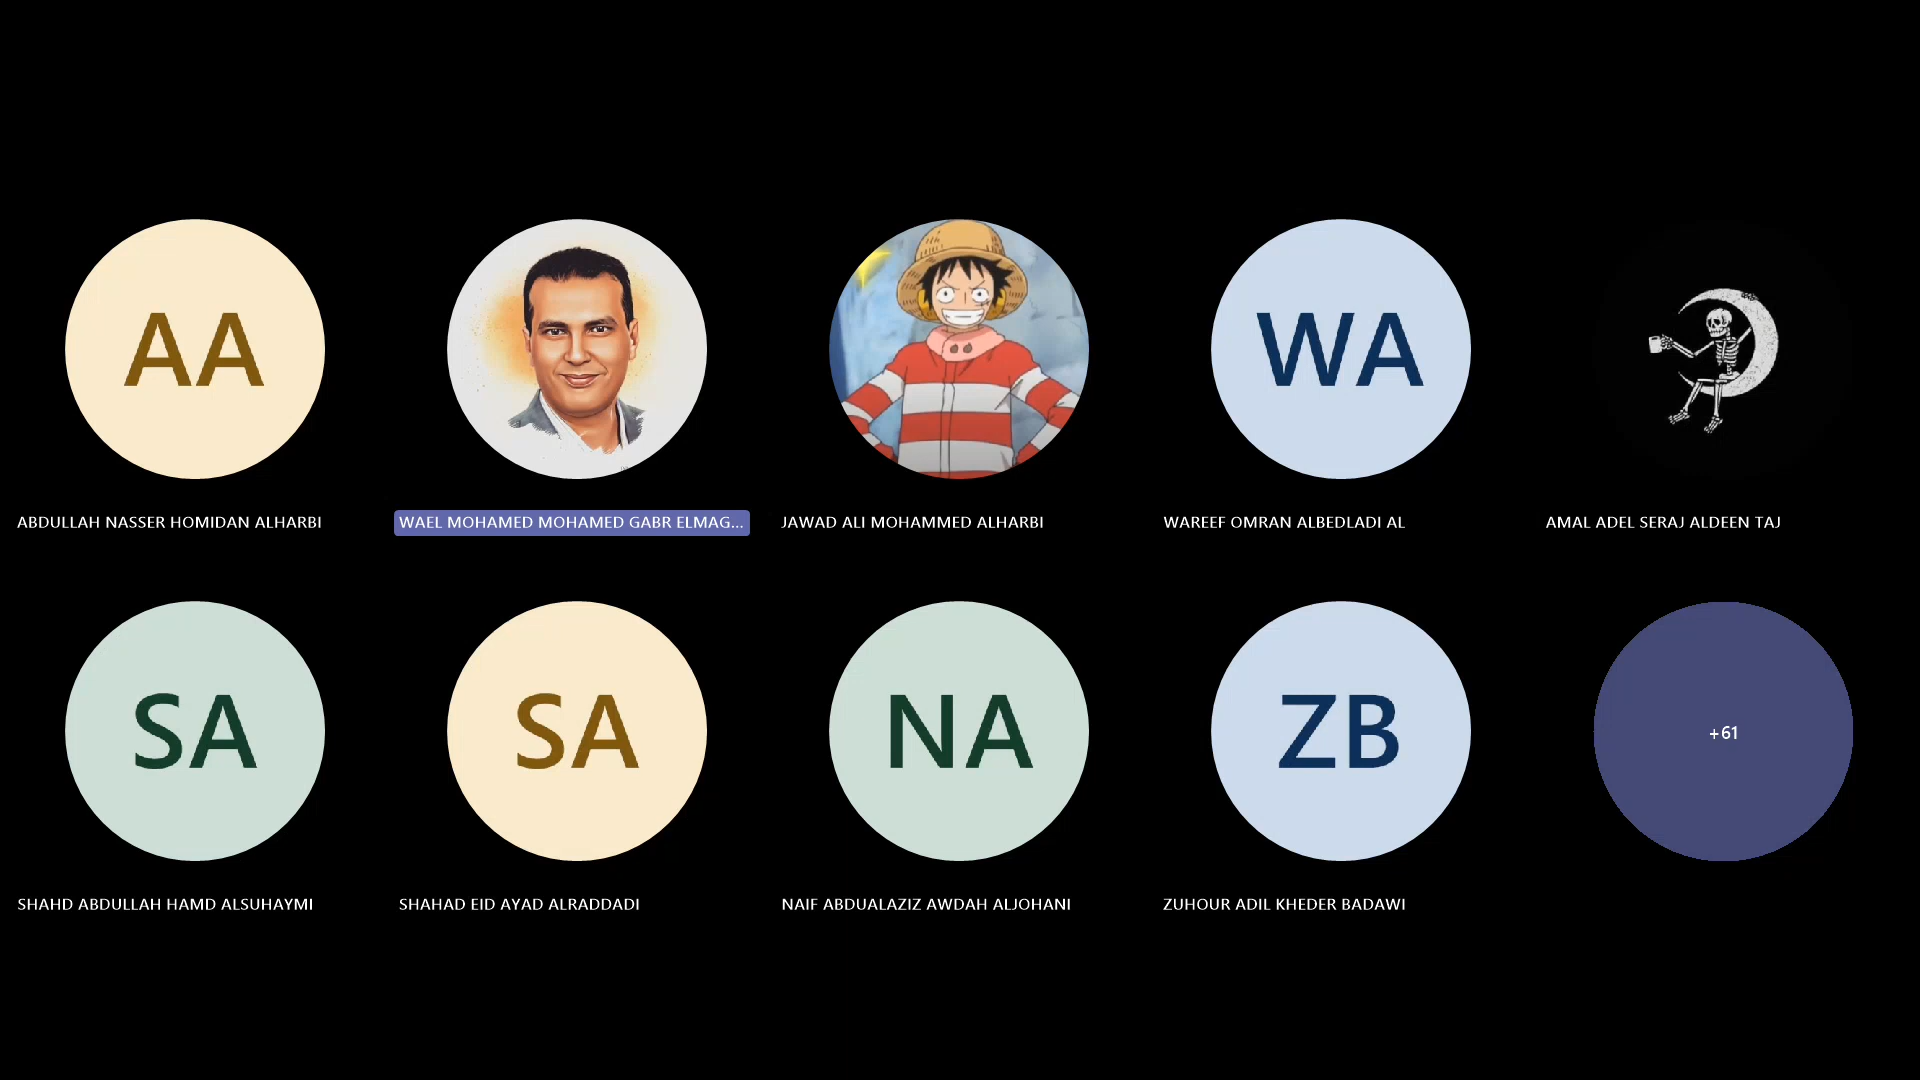 AA
WA
ABDULLAH NASSER HOMIDAN ALHARBI
WAEL MOHAMED MOHAMED GABR ELMAG...
JAWAD ALI MOHAMMED ALHARBI
WAREEF OMRAN ALBEDLADI AL
AMAL ADEL SERAJ ALDEEN TAJ
SA
SA
NA
ZB
+61
SHAHD ABDULLAH HAMD ALSUHAYMI
SHAHAD EID AYAD ALRADDADI
NAIF ABDUALAZIZ AWDAH ALJOHANI
ZUHOUR ADIL KHEDER BADAWI